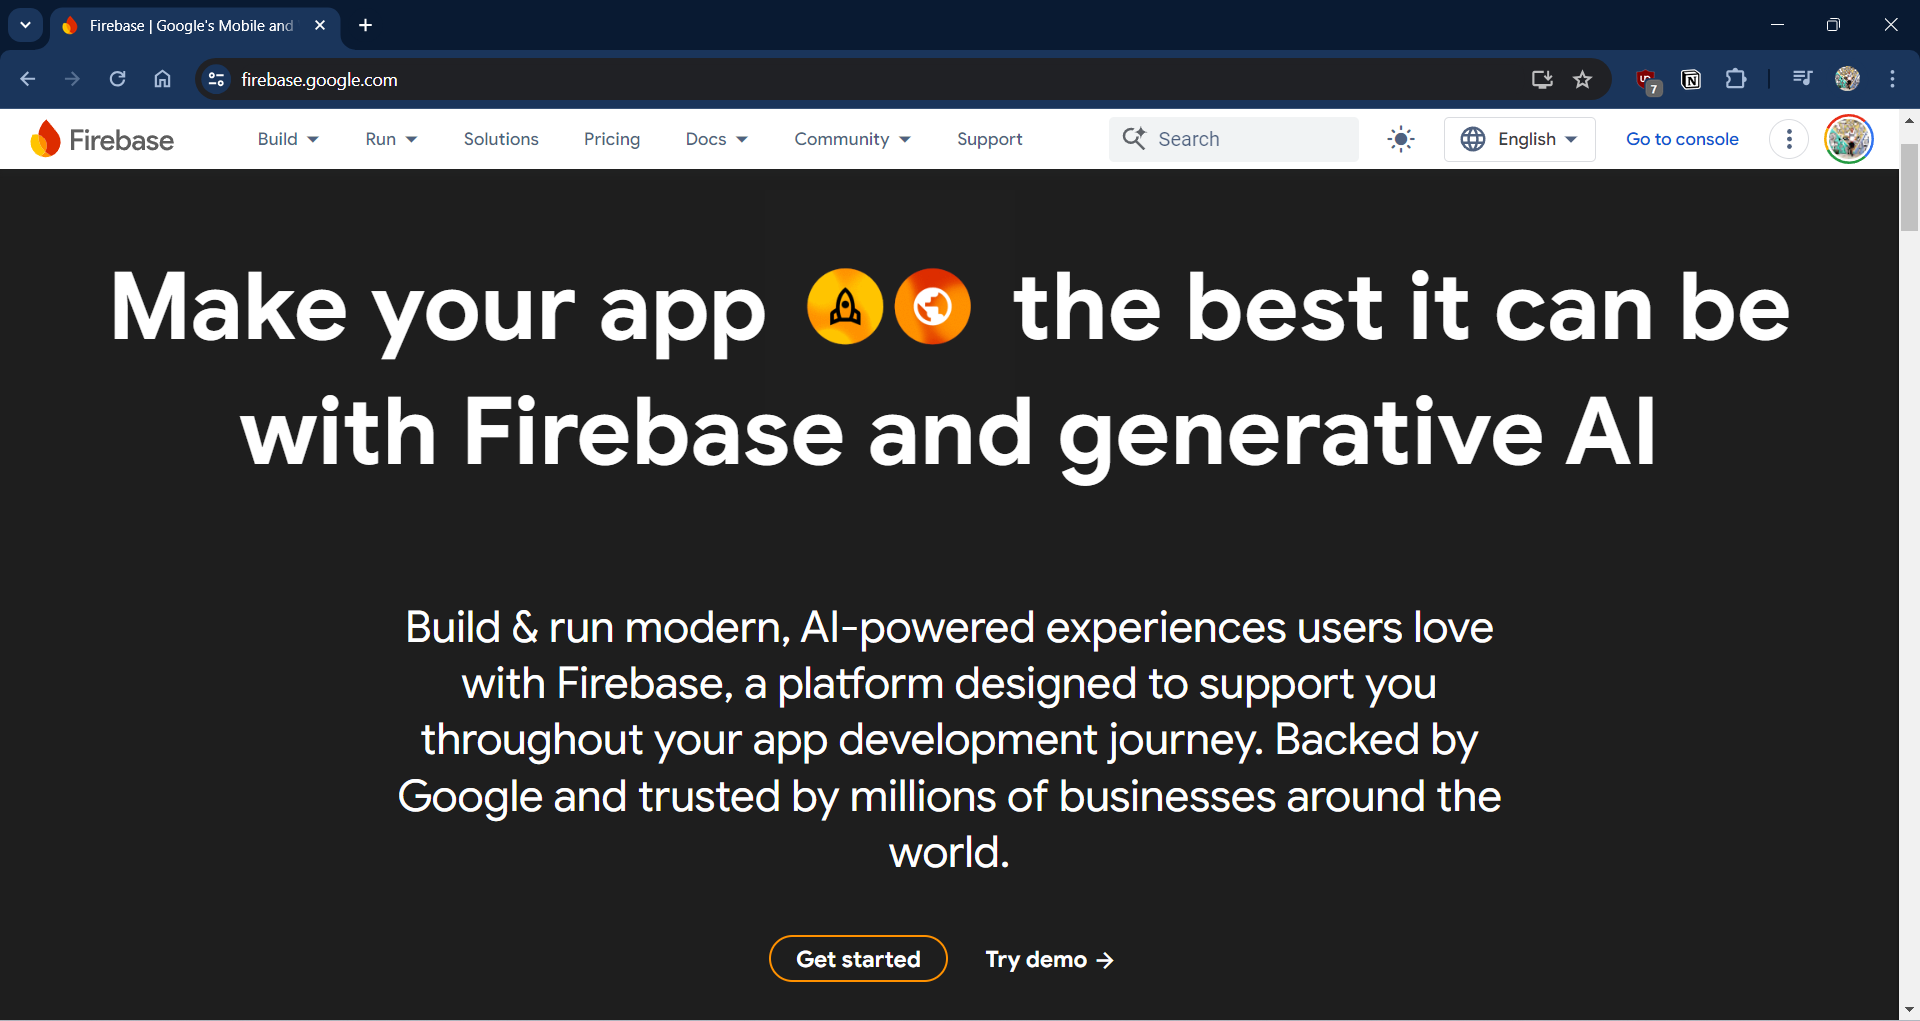 Firebase | Google's Mobile and
firebase.google.com
7
Firebase
Build
Run
Solutions
Pricing
Docs
Community
Support
Search
English
Go to console
Make your app the best it can be
with Firebase and generative AI
Build & run modern, AI-powered experiences users love
with Firebase, a platform designed to support you
throughout your app development journey. Backed by
Google and trusted by millions of businesses around the
world.
Get started
Try demo →